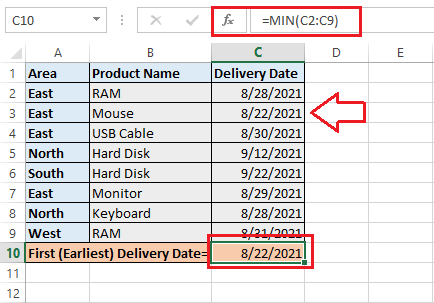 C10 fx =MIN(C2:C9)
A B C D E
1 Area Product Name Delivery Date
2 East RAM 8/28/2021
3 East Mouse 8/22/2021
4 East USB Cable 8/30/2021
5 North Hard Disk 9/12/2021
6 South Hard Disk 9/22/2021
7 East Monitor 8/29/2021
8 North Keyboard 8/28/2021
9 West RAM 8/31/2021
10 First (Earliest) Delivery Date= 8/22/2021
11
12